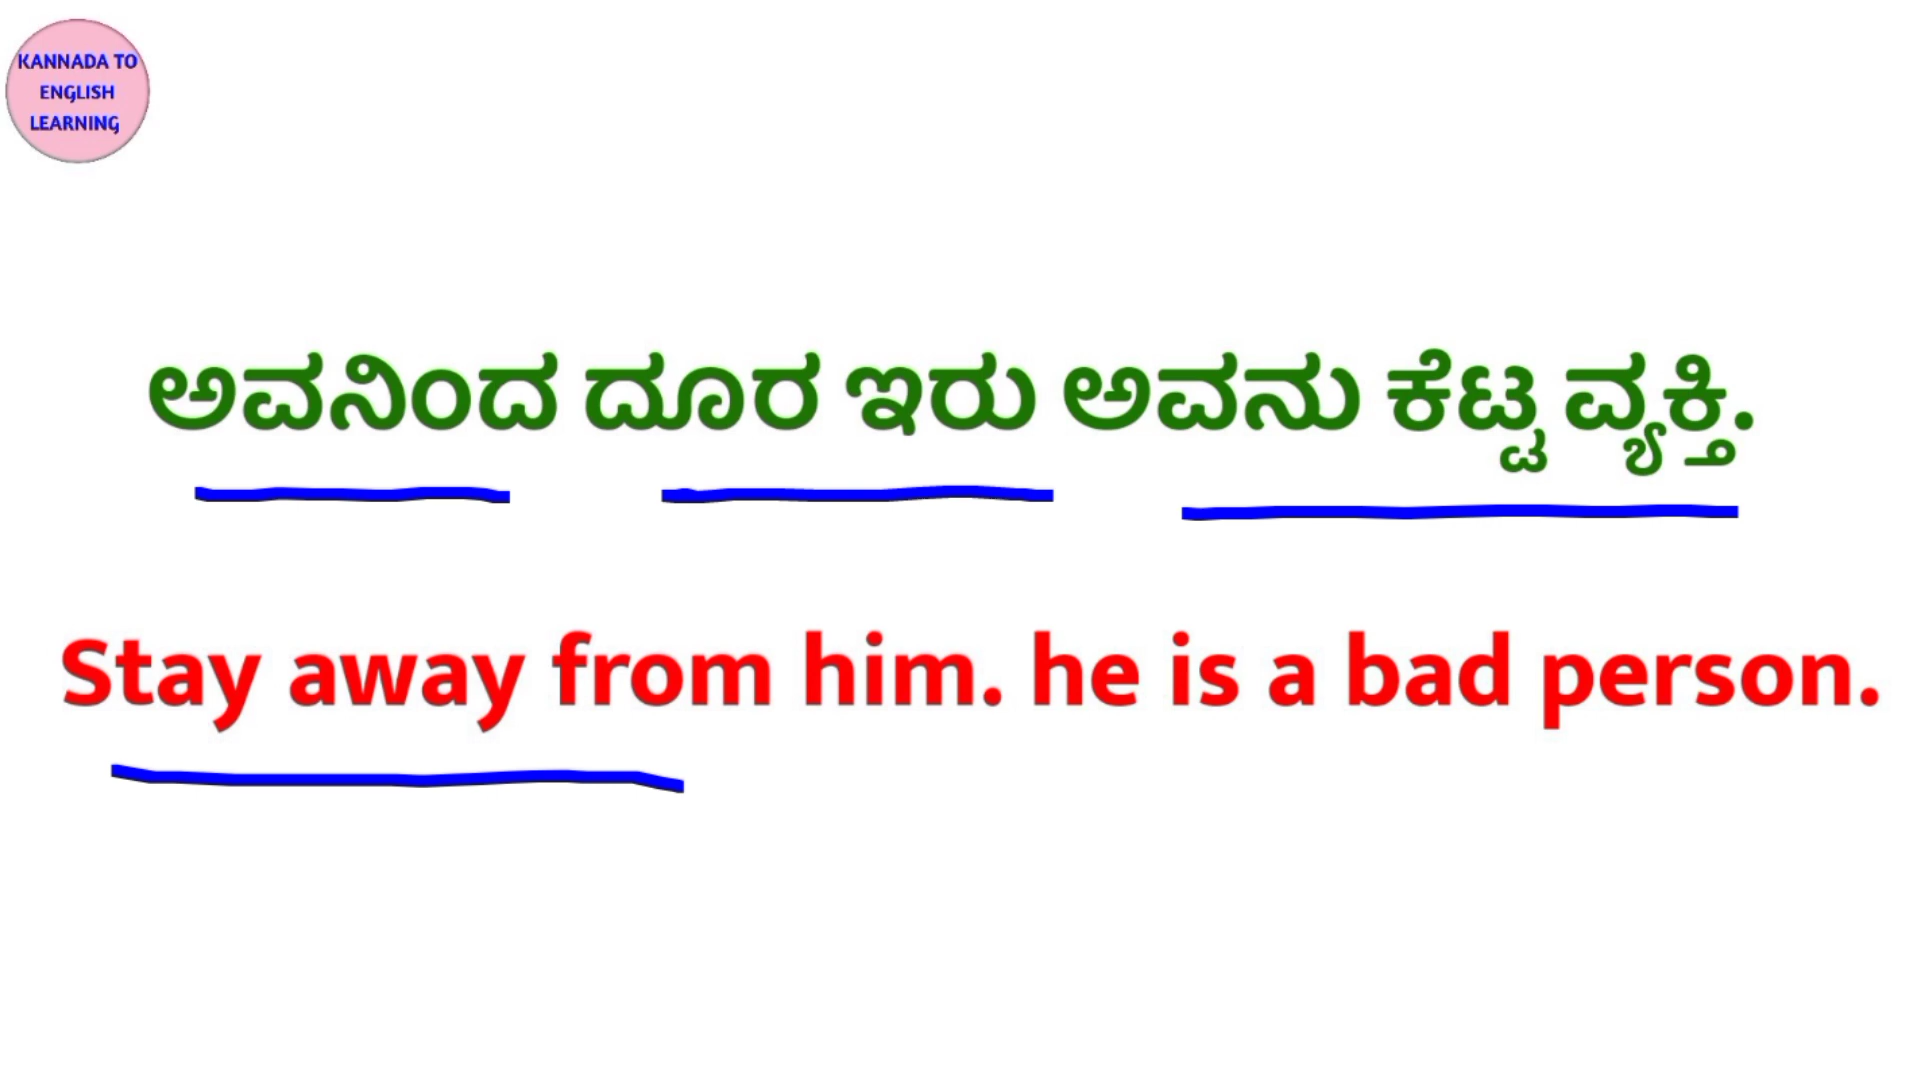 KANNADA TO
ENGLISH
LEARNING
ಅವನಿಂದ ದೂರ ಇರು ಅವನು ಕೆಟ್ಟ ವ್ಯಕ್ತಿ.
Stay away from him. he is a bad person.